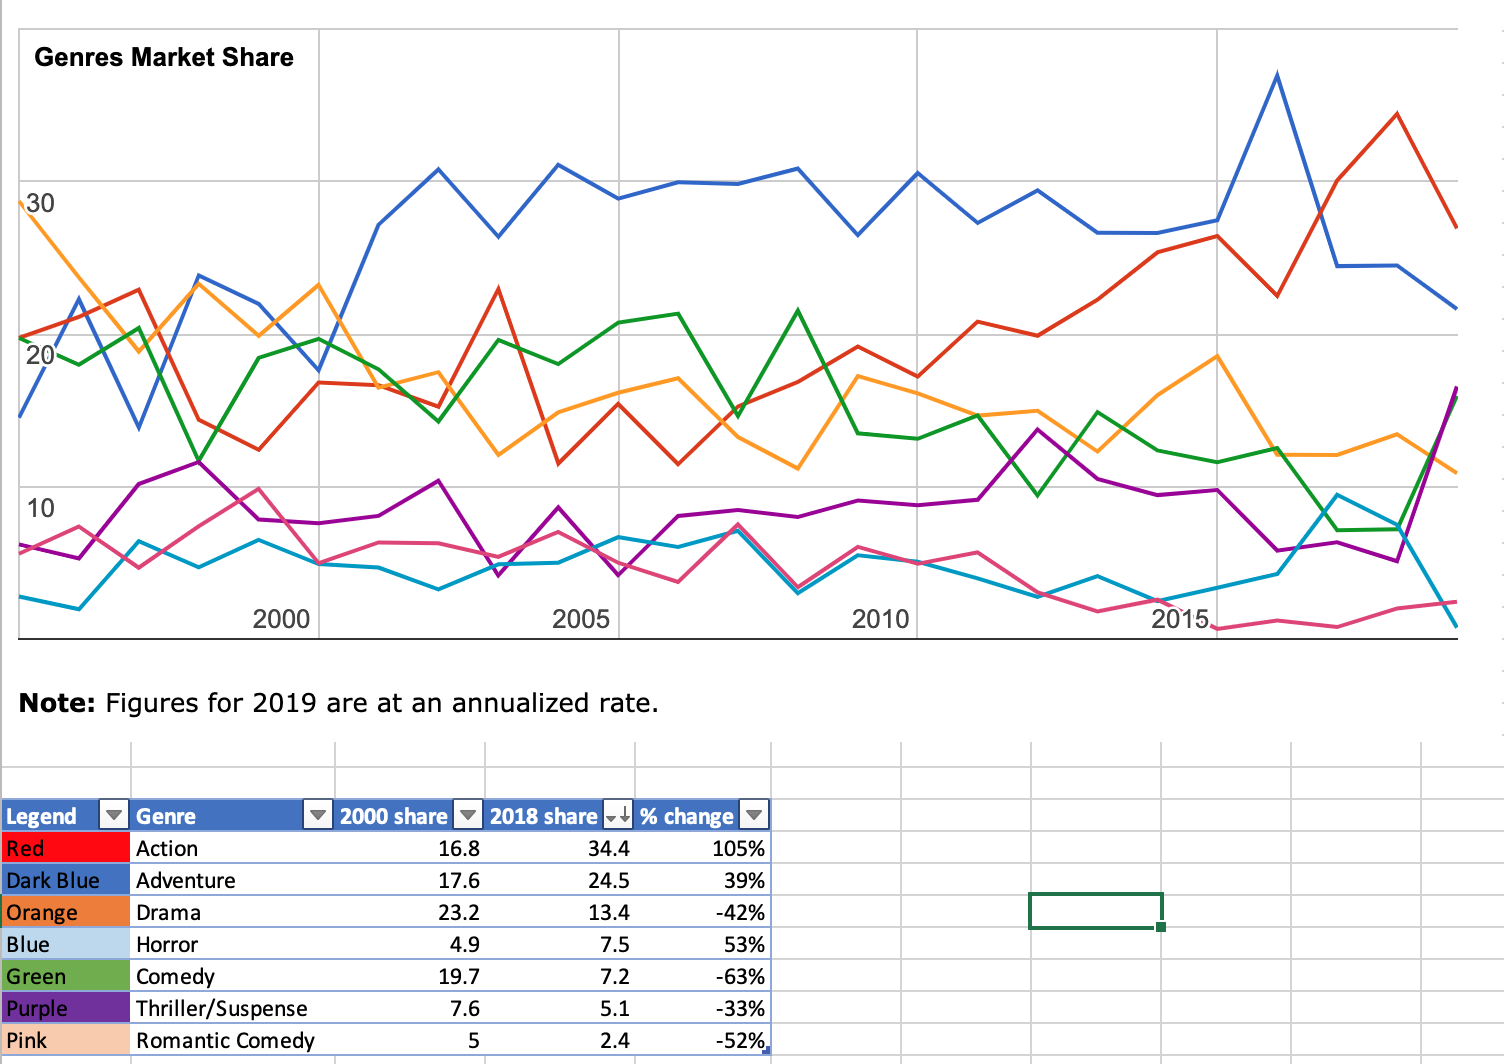 Genres Market Share
30
20
10
2000 2005 2010 2015
Note: Figures for 2019 are at an annualized rate.
Legend Genre 2000 share 2018 share % change
Red Action 16.8 34.4 105%
Dark Blue Adventure 17.6 24.5 39%
Orange Drama 23.2 13.4 -42%
Blue Horror 4.9 7.5 53%
Green Comedy 19.7 7.2 -63%
Purple Thriller/Suspense 7.6 5.1 -33%
Pink Romantic Comedy 5 2.4 -52%